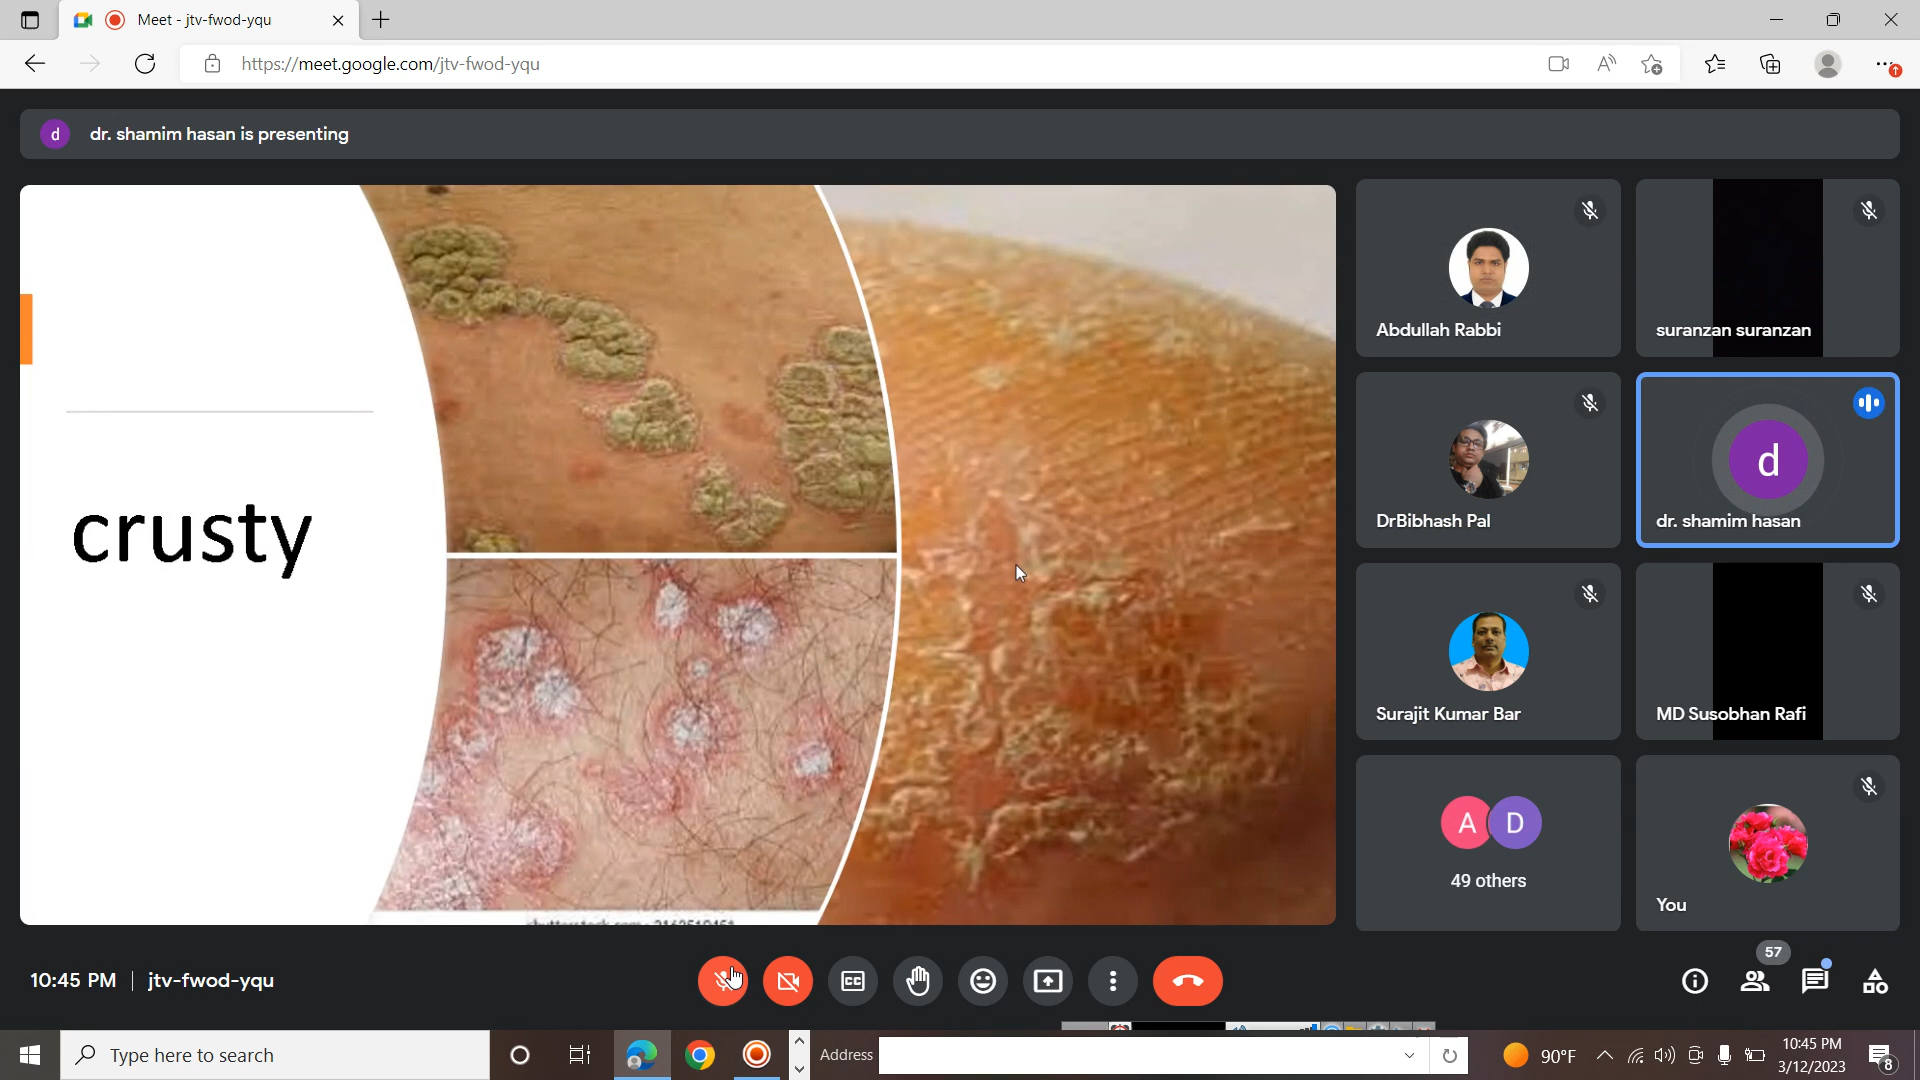 Meet - jtv-fwod-yqu
https://meet.google.com/jtv-fwod-yqu
d
dr. shamim hasan is presenting
crusty
Abdullah Rabbi
suranzan suranzan
DrBibhash Pal
d
dr. shamim hasan
Surajit Kumar Bar
MD Susobhan Rafi
A
D
49 others
You
10:45 PM | jtv-fwod-yqu
CC
57
Type here to search
Address
90°F
10:45 PM
3/12/2023
8